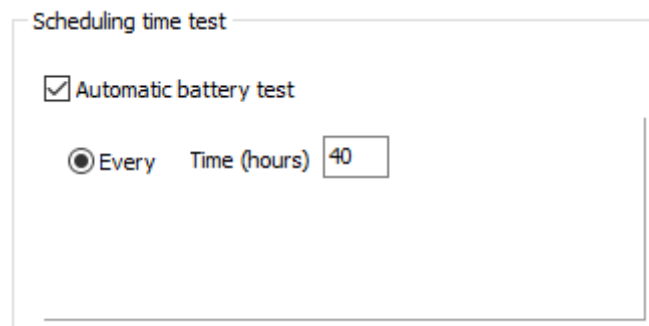 Scheduling time test
Automatic battery test
Every Time (hours) 40